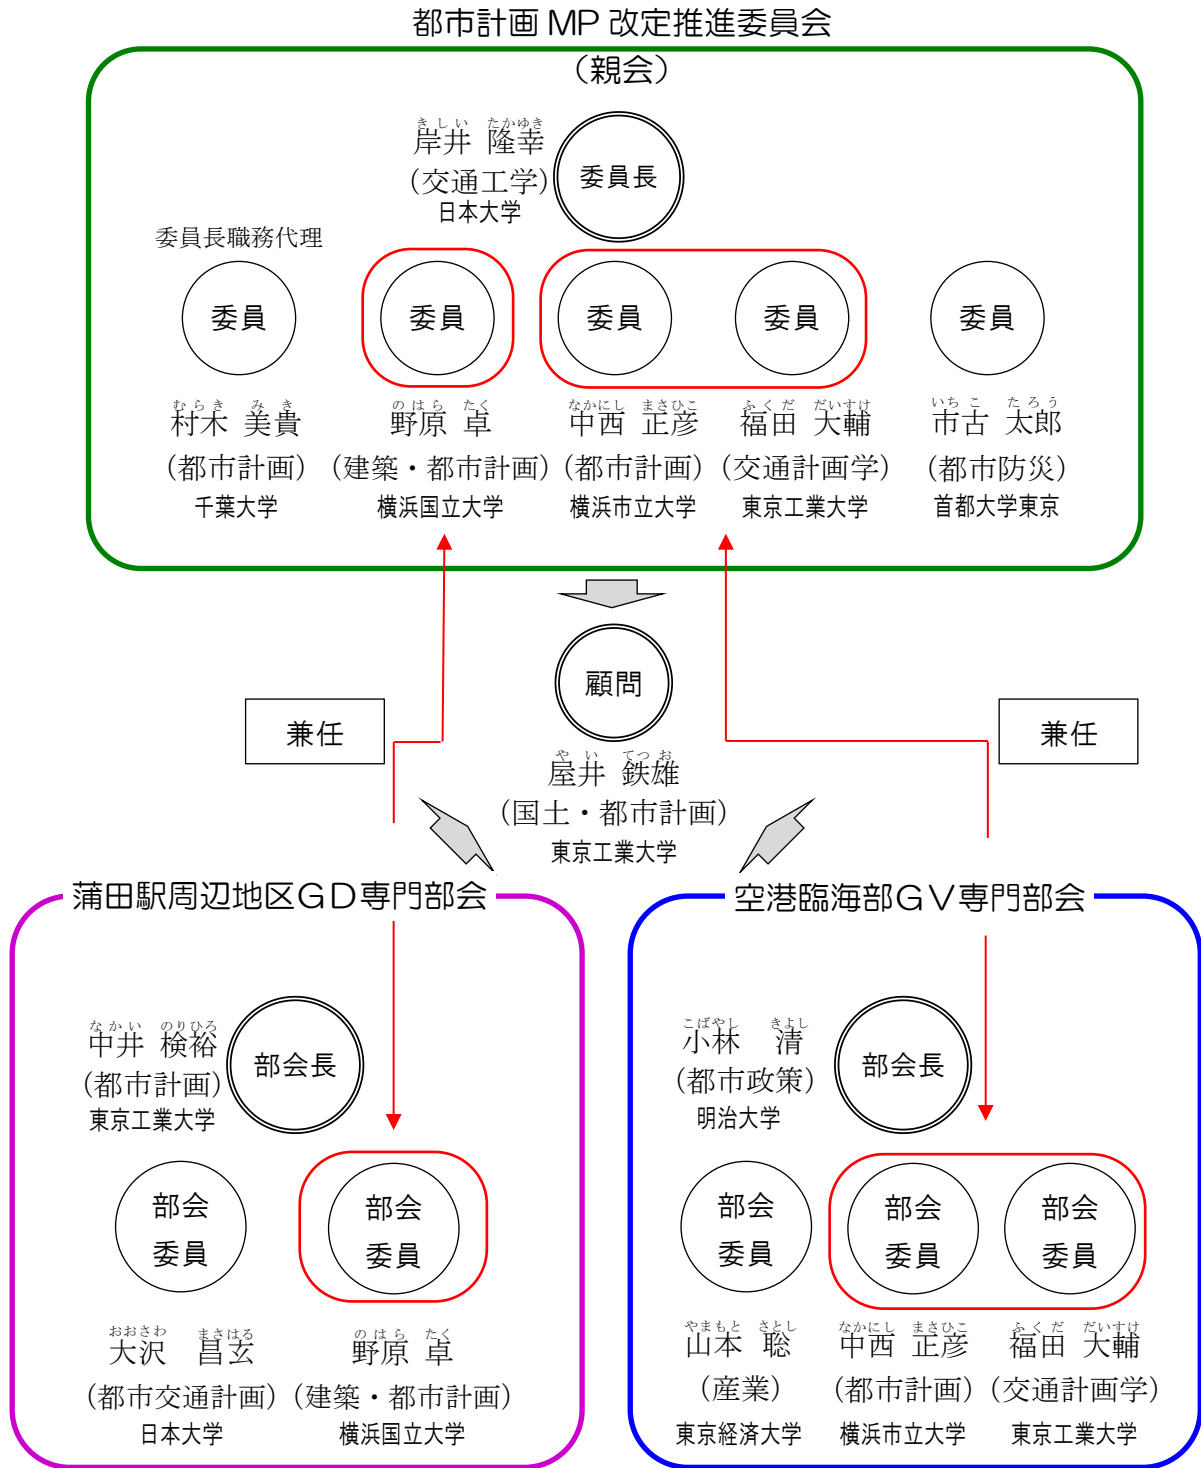 都市計画 MP 改定推進委員会
(親会)
きしい たかゆき
岸井 隆幸
(交通工学)
日本大学
委員長
委員長職務代理
委員 委員 委員 委員 委員
むらき み き
村木 美貴
(都市計画)
千葉大学
のはら たく
野原 卓
(建築・都市計画)
横浜国立大学
なかにし まさひこ
中西 正彦
(都市計画)
横浜市立大学
ふくだ だいすけ
福田 大輔
(交通計画学)
東京工業大学
いちこ たろう
市古 太郎
(都市防災)
首都大学東京
顧問
兼任
兼任
やい てつお
屋井 鉄雄
(国土・都市計画)
東京工業大学
蒲田駅周辺地区GD専門部会
なかい のりひろ
中井 検裕
(都市計画)
東京工業大学
部会長
部会
委員
部会
委員
おおさわ まさはる
大沢 昌玄
(都市交通計画)
日本大学
のはら たく
野原 卓
(建築・都市計画)
横浜国立大学
空港臨海部GV専門部会
こばやし きよし
小林 清
(都市政策)
明治大学
部会長
部会
委員
部会
委員
部会
委員
やまもと さとし
山本 聡
(産業)
東京経済大学
なかにし まさひこ
中西 正彦
(都市計画)
横浜市立大学
ふくだ だいすけ
福田 大輔
(交通計画学)
東京工業大学